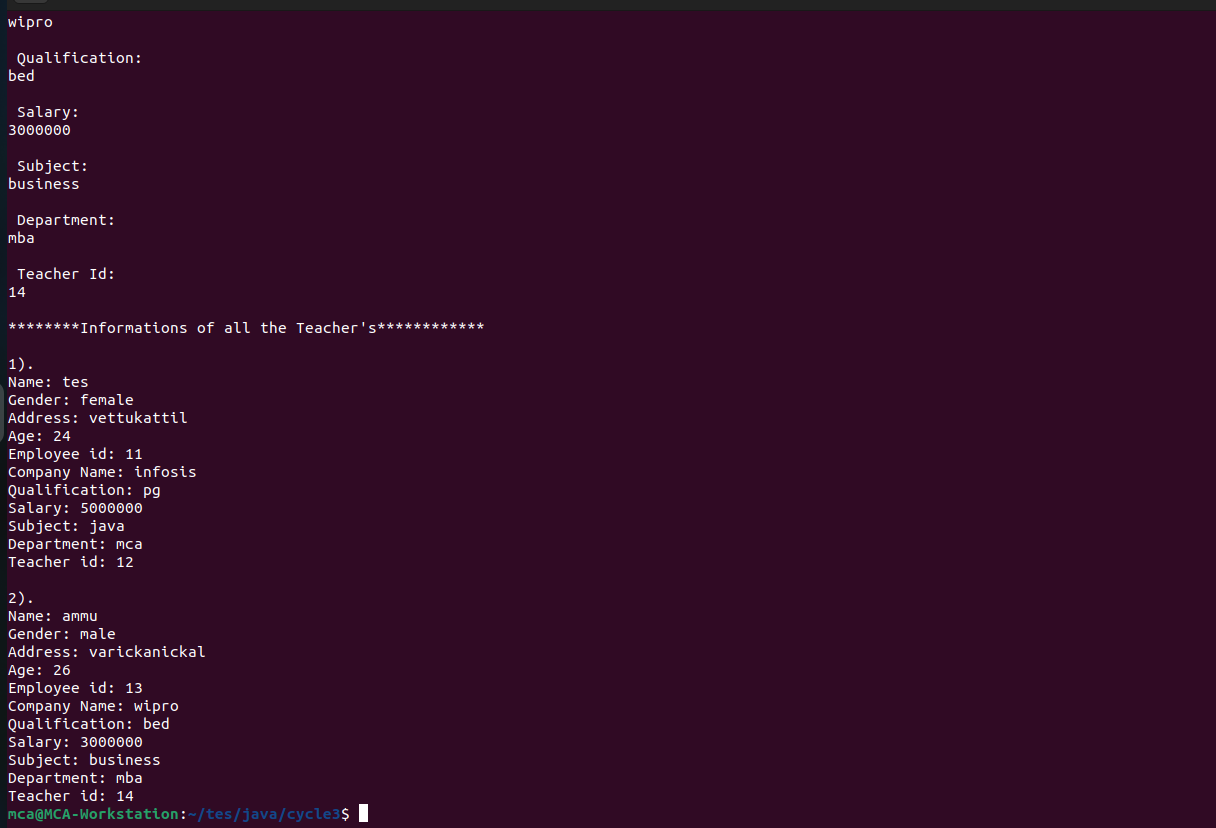 wipro
Qualification:
bed
Salary:
3000000
Subject:
business
Department:
mba
Teacher Id:
14
********Informations of all the Teacher's************
1).
Name: tes
Gender: female
Address: vettukattil
Age: 24
Employee id: 11
Company Name: infosis
Qualification: pg
Salary: 5000000
Subject: java
Department: mca
Teacher id: 12
2).
Name: ammu
Gender: male
Address: varickanickal
Age: 26
Employee id: 13
Company Name: wipro
Qualification: bed
Salary: 3000000
Subject: business
Department: mba
Teacher id: 14
mca@MCA-Workstation:~/tes/java/cycle3$